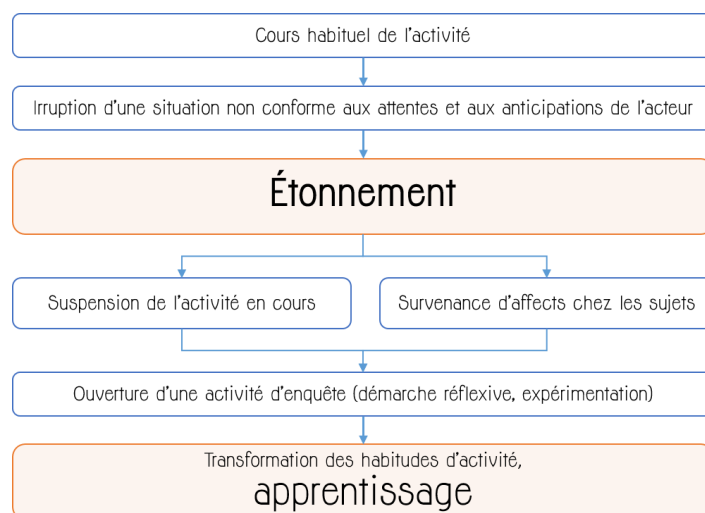 Cours habituel de l'activité
Irruption d'une situation non conforme aux attentes et aux anticipations de l'acteur
Étonnement
Suspension de l'activité en cours
Survenance d'affects chez les sujets
Ouverture d'une activité d'enquête (démarche réflexive, expérimentation)
Transformation des habitudes d'activité,
apprentissage